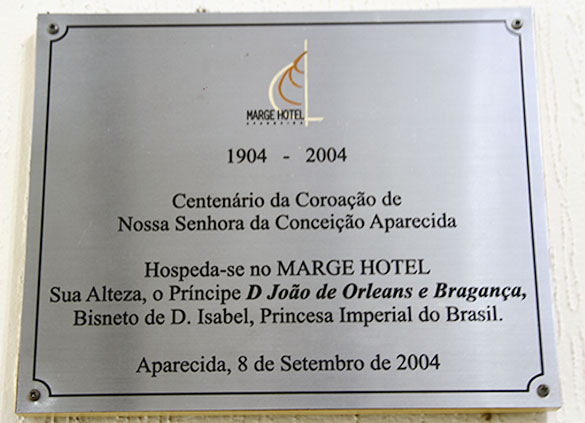 MARGE HOTEL
APARECIDA
1904 - 2004
Centenário da Coroação de
Nossa Senhora da Conceição Aparecida
Hospeda-se no MARGE HOTEL
Sua Alteza, o Príncipe D João de Orleans e Bragança,
Bisneto de D. Isabel, Princesa Imperial do Brasil.
Aparecida, 8 de Setembro de 2004